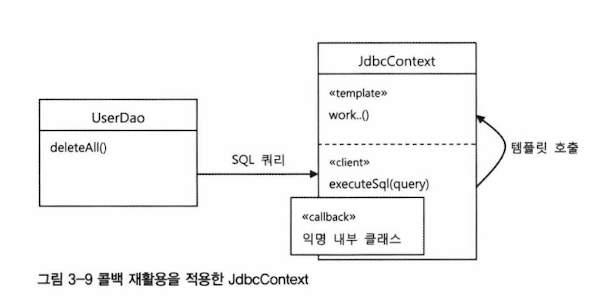 JdbcContext
«template»
work..()
UserDao
deleteAll()
SQL 쿼리
«client»
executeSql(query)
템플릿 호출
«callback»
익명 내부 클래스
그림 3-9 콜백 재활용을 적용한 JdbcContext